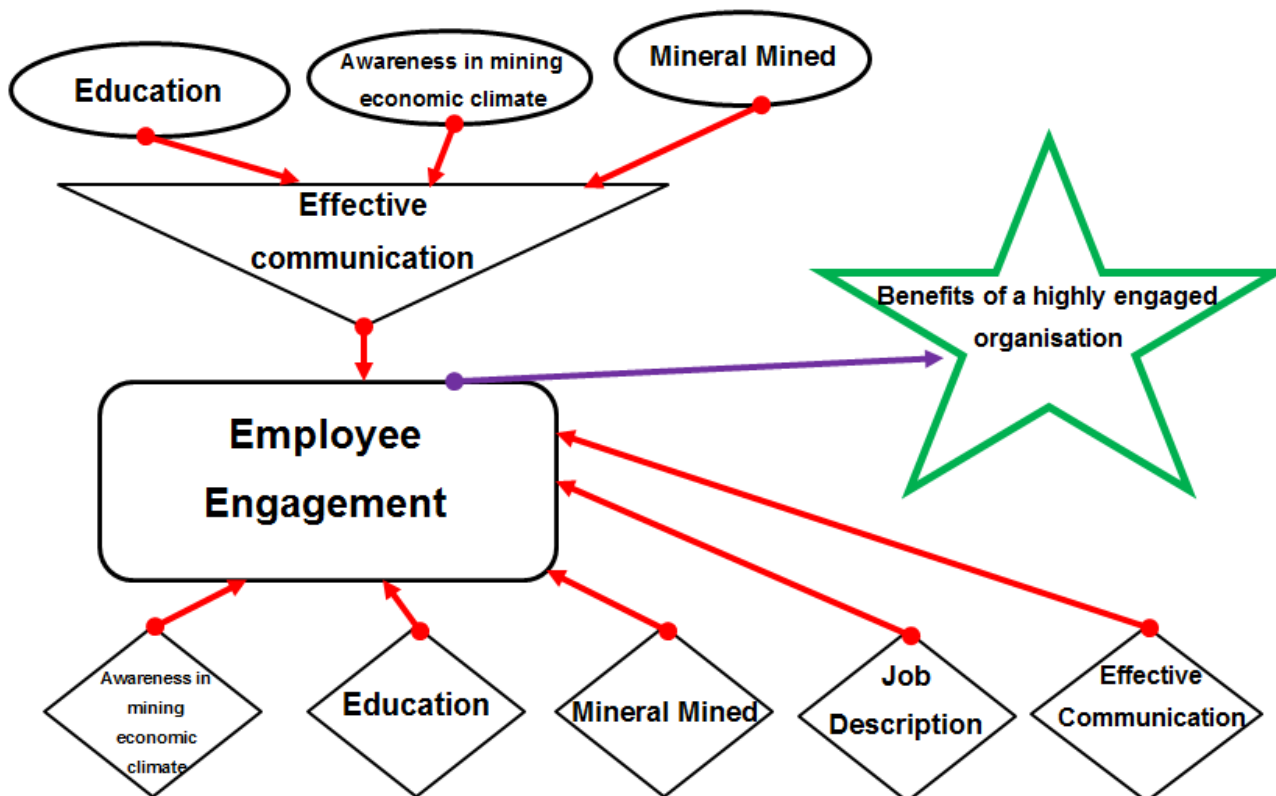 Education
Awareness in mining
economic climate
Mineral Mined
Effective
communication
Benefits of a highly engaged
organisation
Employee
Engagement
Awareness in
mining
economic
climate
Education
Mineral Mined
Job
Description
Effective
Communication